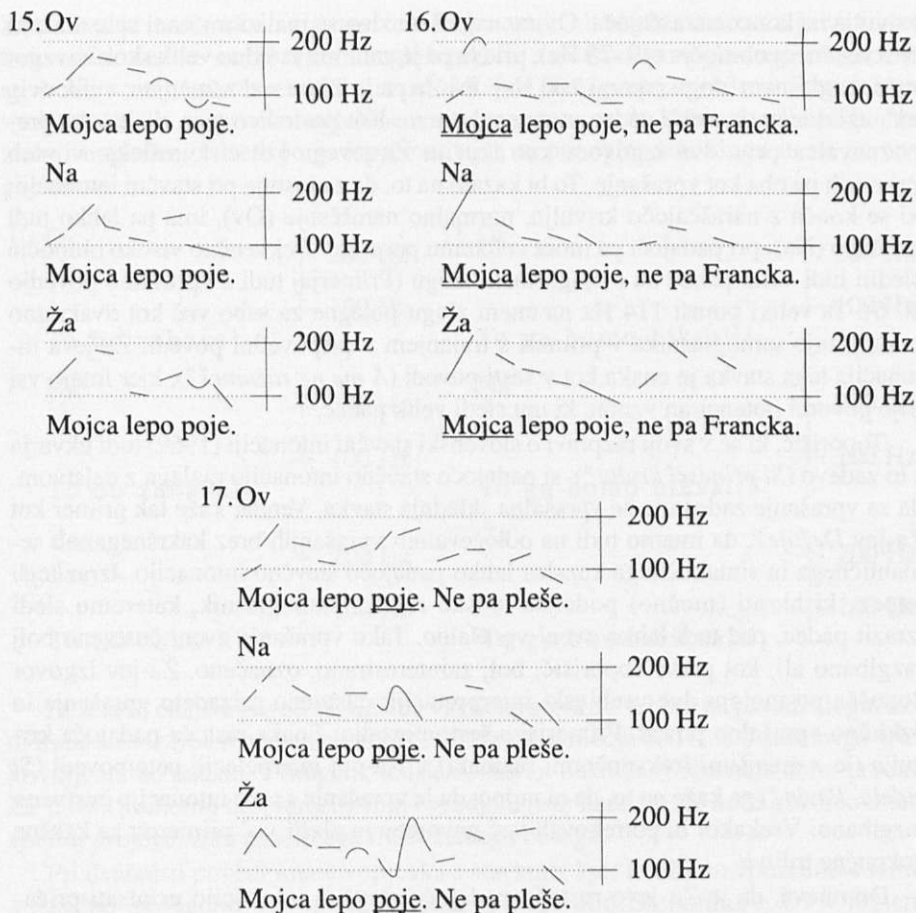 15. Ov
200 Hz
100 Hz
Mojca lepo poje.
Na
200 Hz
100 Hz
Mojca lepo poje.
Ža
200 Hz
100 Hz
Mojca lepo poje.
16. Ov
200 Hz
100 Hz
Mojca lepo poje, ne pa Francka.
Na
200 Hz
100 Hz
Mojca lepo poje, ne pa Francka.
Ža
200 Hz
100 Hz
Mojca lepo poje, ne pa Francka.
17. Ov
200 Hz
100 Hz
Mojca lepo poje. Ne pa pleše.
Na
200 Hz
100 Hz
Mojca lepo poje. Ne pa pleše.
Ža
200 Hz
100 Hz
Mojca lepo poje. Ne pa pleše.